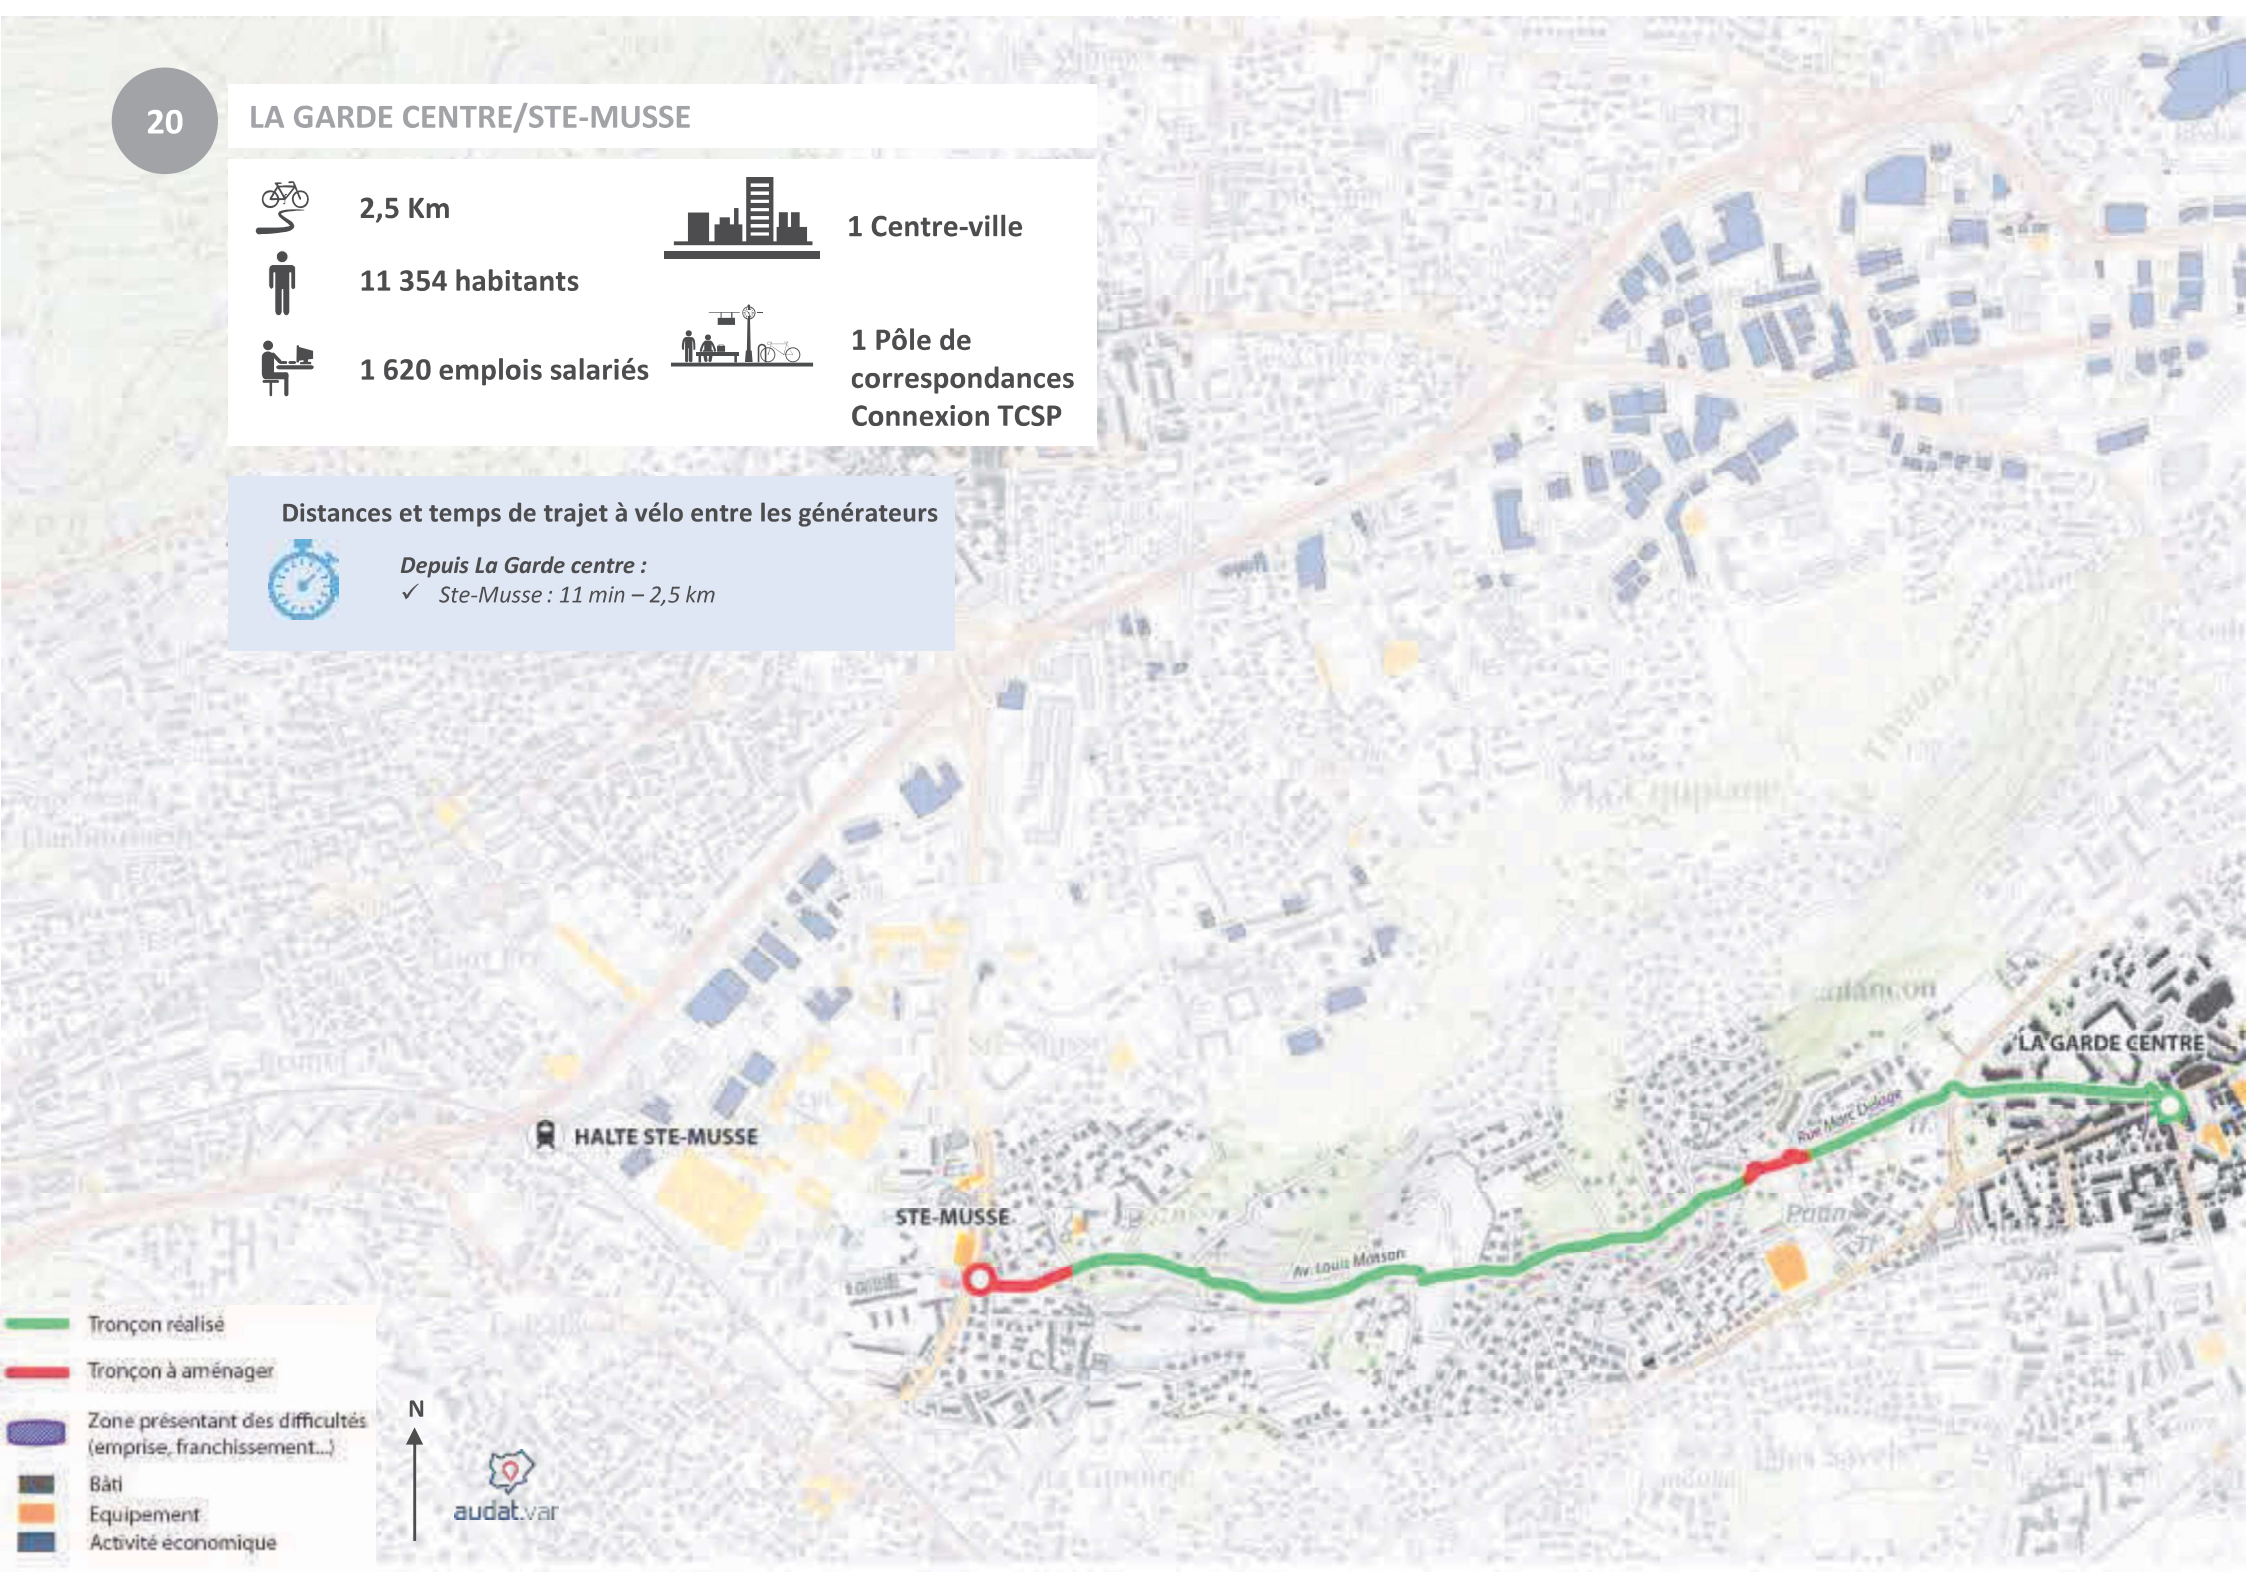 20
LA GARDE CENTRE/STE-MUSSE
2,5 Km
11 354 habitants
1 620 emplois salariés
1 Centre-ville
1 Pôle de
correspondances
Connexion TCSP
Distances et temps de trajet à vélo entre les générateurs
Depuis La Garde centre :
✓ Ste-Musse : 11 min – 2,5 km
LA GARDE CENTRE
Rue Marc Delage
HALTE STE-MUSSE
STE-MUSSE
Av. Louis Masson
Tronçon réalisé
Tronçon à aménager
Zone présentant des difficultés
(emprise, franchissement...)
Bâti
Equipement
Activité économique
N
audat.var